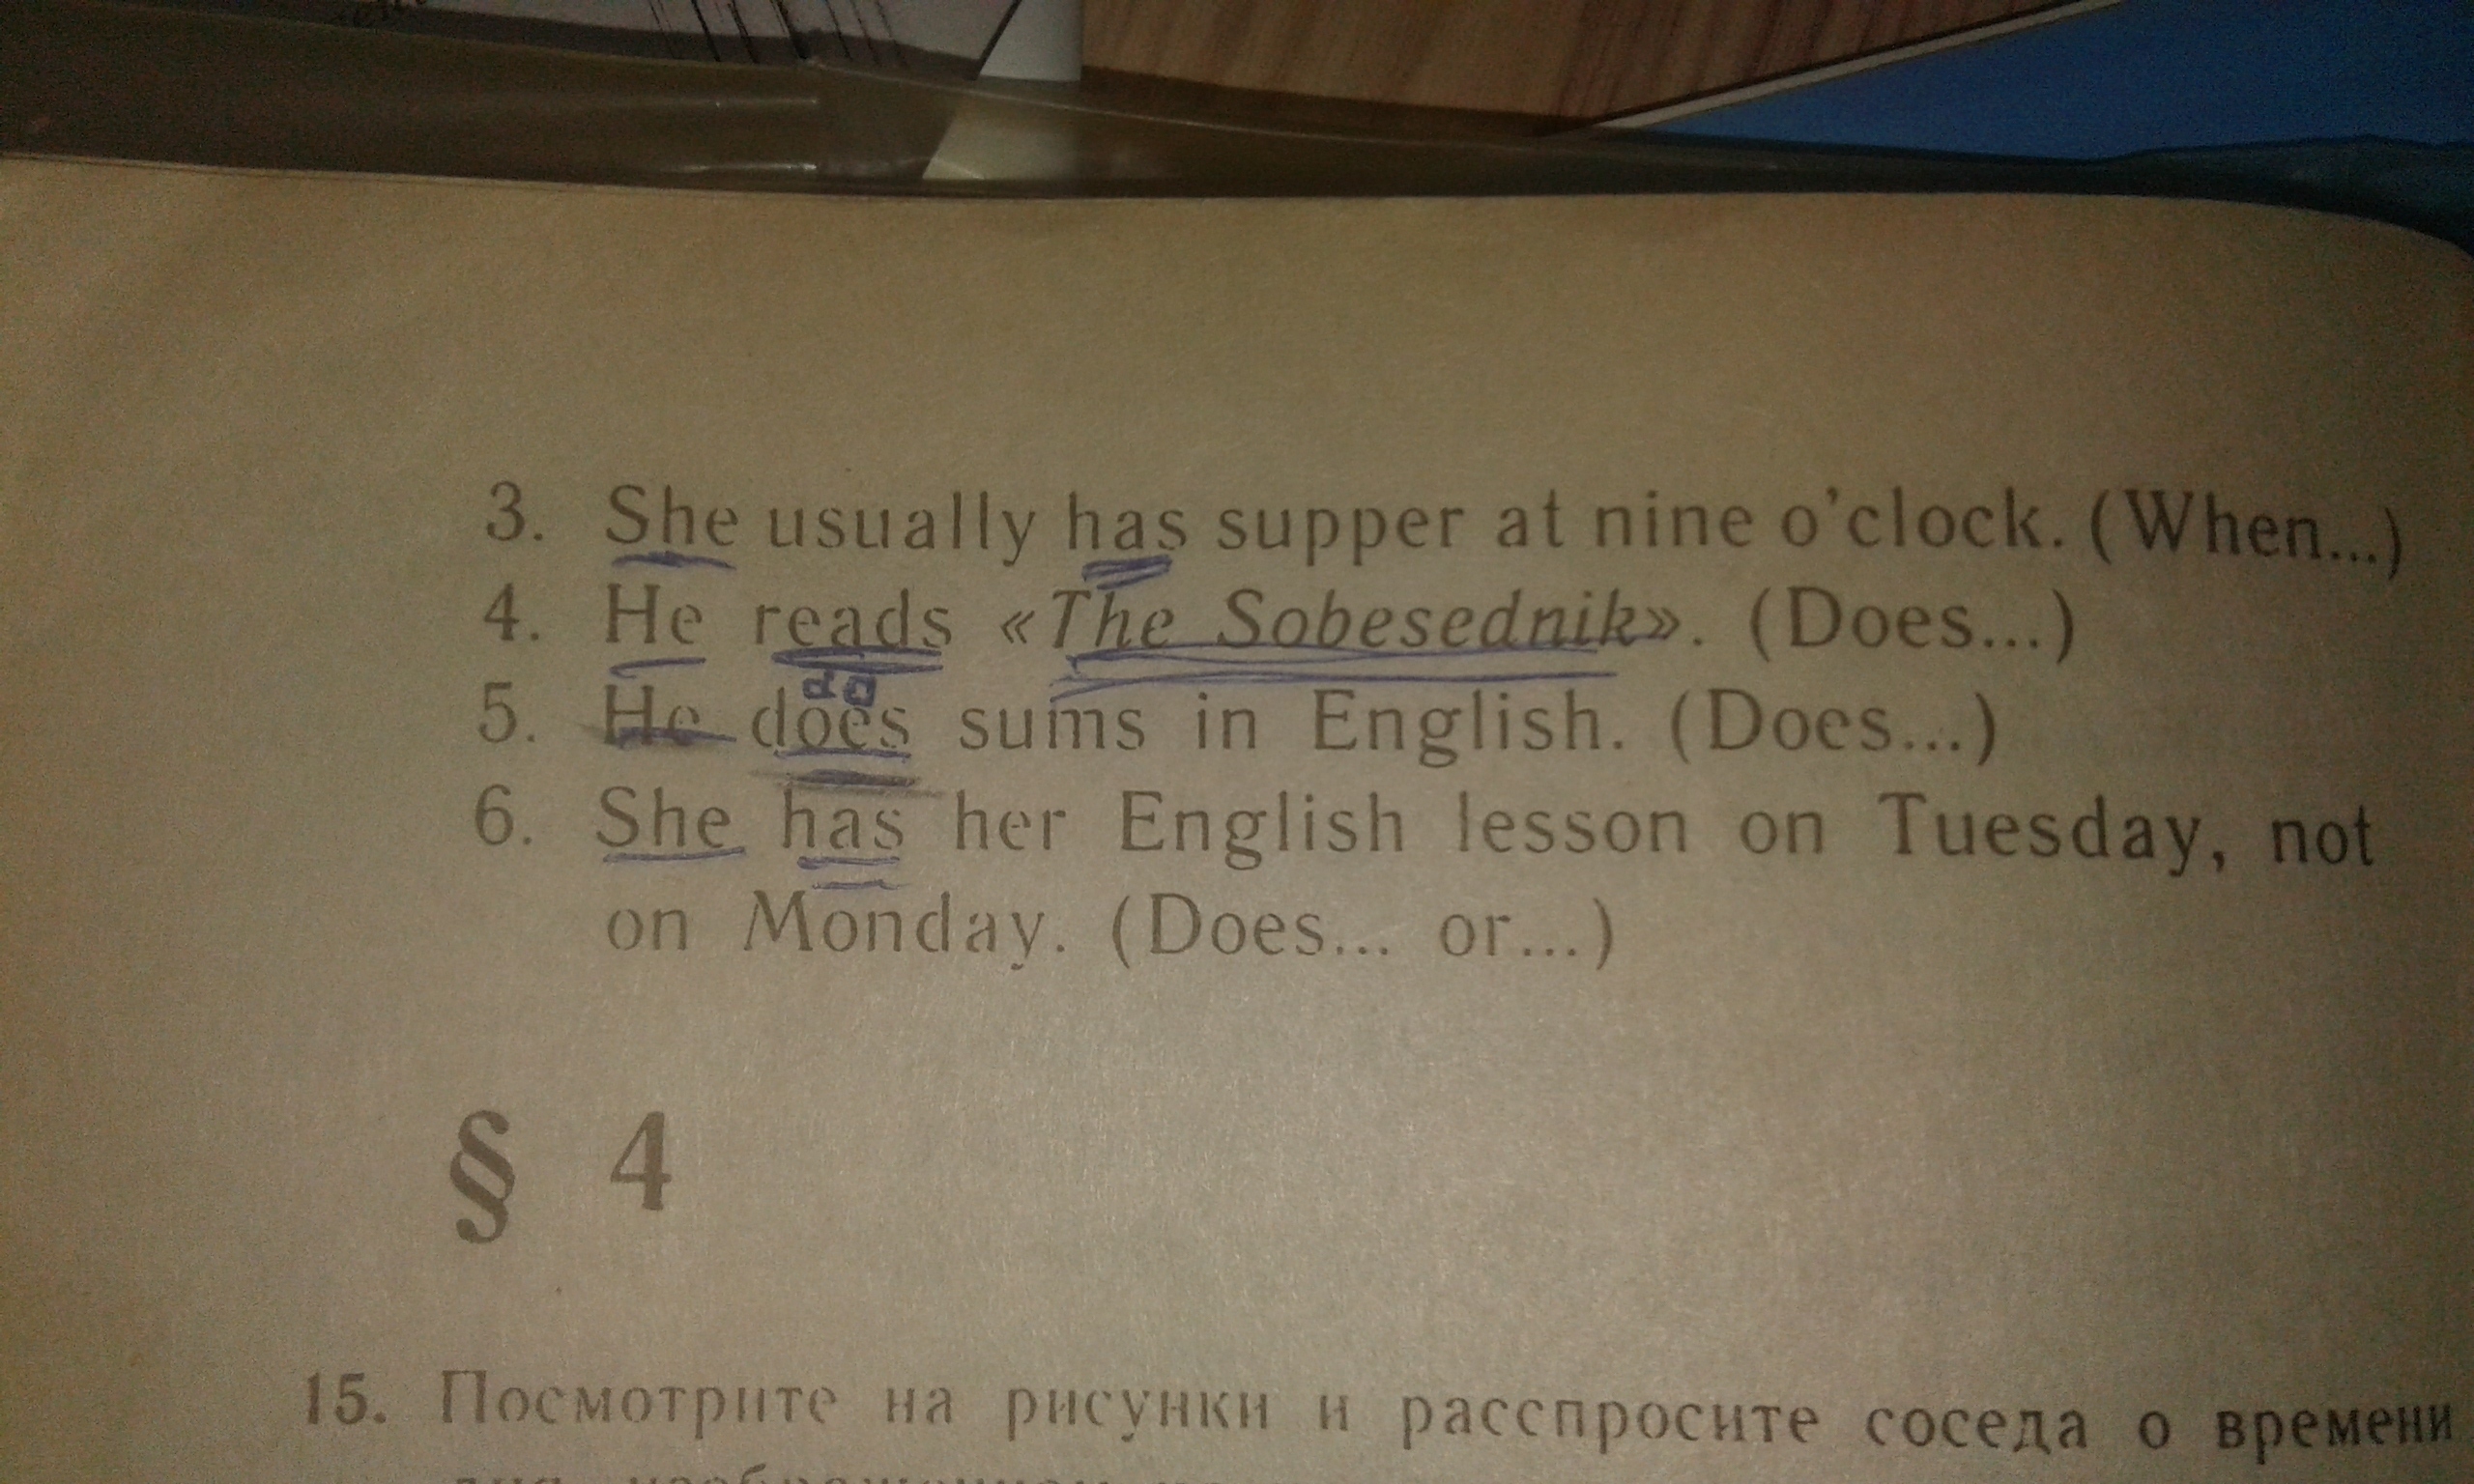 3. She usually has supper at nine o'clock. (When...)
4. He reads «The Sobesednik». (Does...)
do
5. He does sums in English. (Does...)
6. She has her English lesson on Tuesday, not
on Monday. (Does... or...)
§ 4
15. Посмотрите на рисунки и расспросите соседа о времени